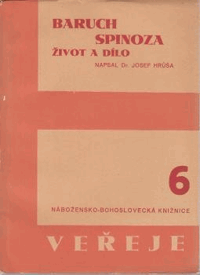 BARUCH
SPINOZA
ŽIVOT A DÍLO
NAPSAL Dr. JOSEF HRŮŠA
6
NÁBOŽENSKO-BOHOSLOVECKÁ KNIŽNICE
VEŘEJE